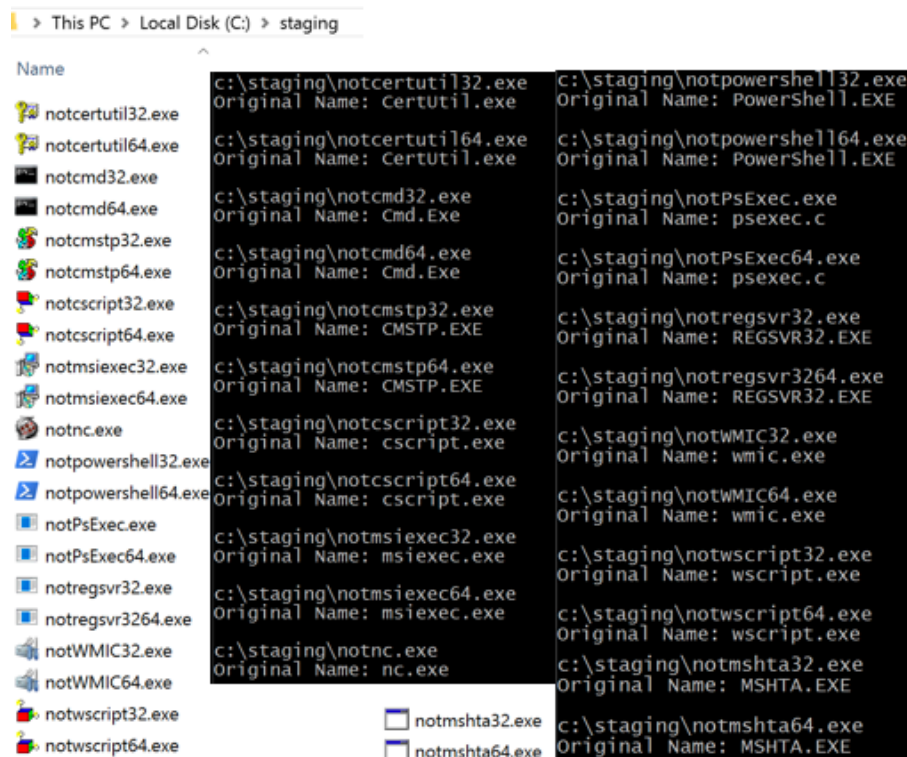 This PC > Local Disk (C:) > staging
Name
notcertutil32.exe
notcertutil64.exe
notcmd32.exe
notcmd64.exe
notcmstp32.exe
notcmstp64.exe
notcscript32.exe
notcscript64.exe
notmsiexec32.exe
notmsiexec64.exe
notnc.exe
notpowershell32.exe
notpowershell64.exe
notPsExec.exe
notPsExec64.exe
notregsvr32.exe
notregsvr3264.exe
notWMIC32.exe
notWMIC64.exe
notwscript32.exe
notwscript64.exe
c:\staging\notcertutil32.exe
Original Name: CertUtil.exe
c:\staging\notcertutil64.exe
Original Name: CertUtil.exe
c:\staging\notcmd32.exe
Original Name: Cmd.Exe
c:\staging\notcmd64.exe
Original Name: Cmd.Exe
c:\staging\notcmstp32.exe
Original Name: CMSTP.EXE
c:\staging\notcmstp64.exe
Original Name: CMSTP.EXE
c:\staging\notcscript32.exe
Original Name: cscript.exe
c:\staging\notcscript64.exe
Original Name: cscript.exe
c:\staging\notmsiexec32.exe
Original Name: msiexec.exe
c:\staging\notmsiexec64.exe
Original Name: msiexec.exe
c:\staging\notnc.exe
Original Name: nc.exe
notmshta32.exe
notmshta64.exe
c:\staging\notpowershell32.exe
Original Name: PowerShell.EXE
c:\staging\notpowershell64.exe
Original Name: PowerShell.EXE
c:\staging\notPsExec.exe
Original Name: psexec.c
c:\staging\notPsExec64.exe
Original Name: psexec.c
c:\staging\notregsvr32.exe
Original Name: REGSVR32.EXE
c:\staging\notregsvr3264.exe
Original Name: REGSVR32.EXE
c:\staging\notWMIC32.exe
Original Name: wmic.exe
c:\staging\notWMIC64.exe
Original Name: wmic.exe
c:\staging\notwscript32.exe
Original Name: wscript.exe
c:\staging\notwscript64.exe
Original Name: wscript.exe
c:\staging\notmshta32.exe
Original Name: MSHTA.EXE
c:\staging\notmshta64.exe
Original Name: MSHTA.EXE